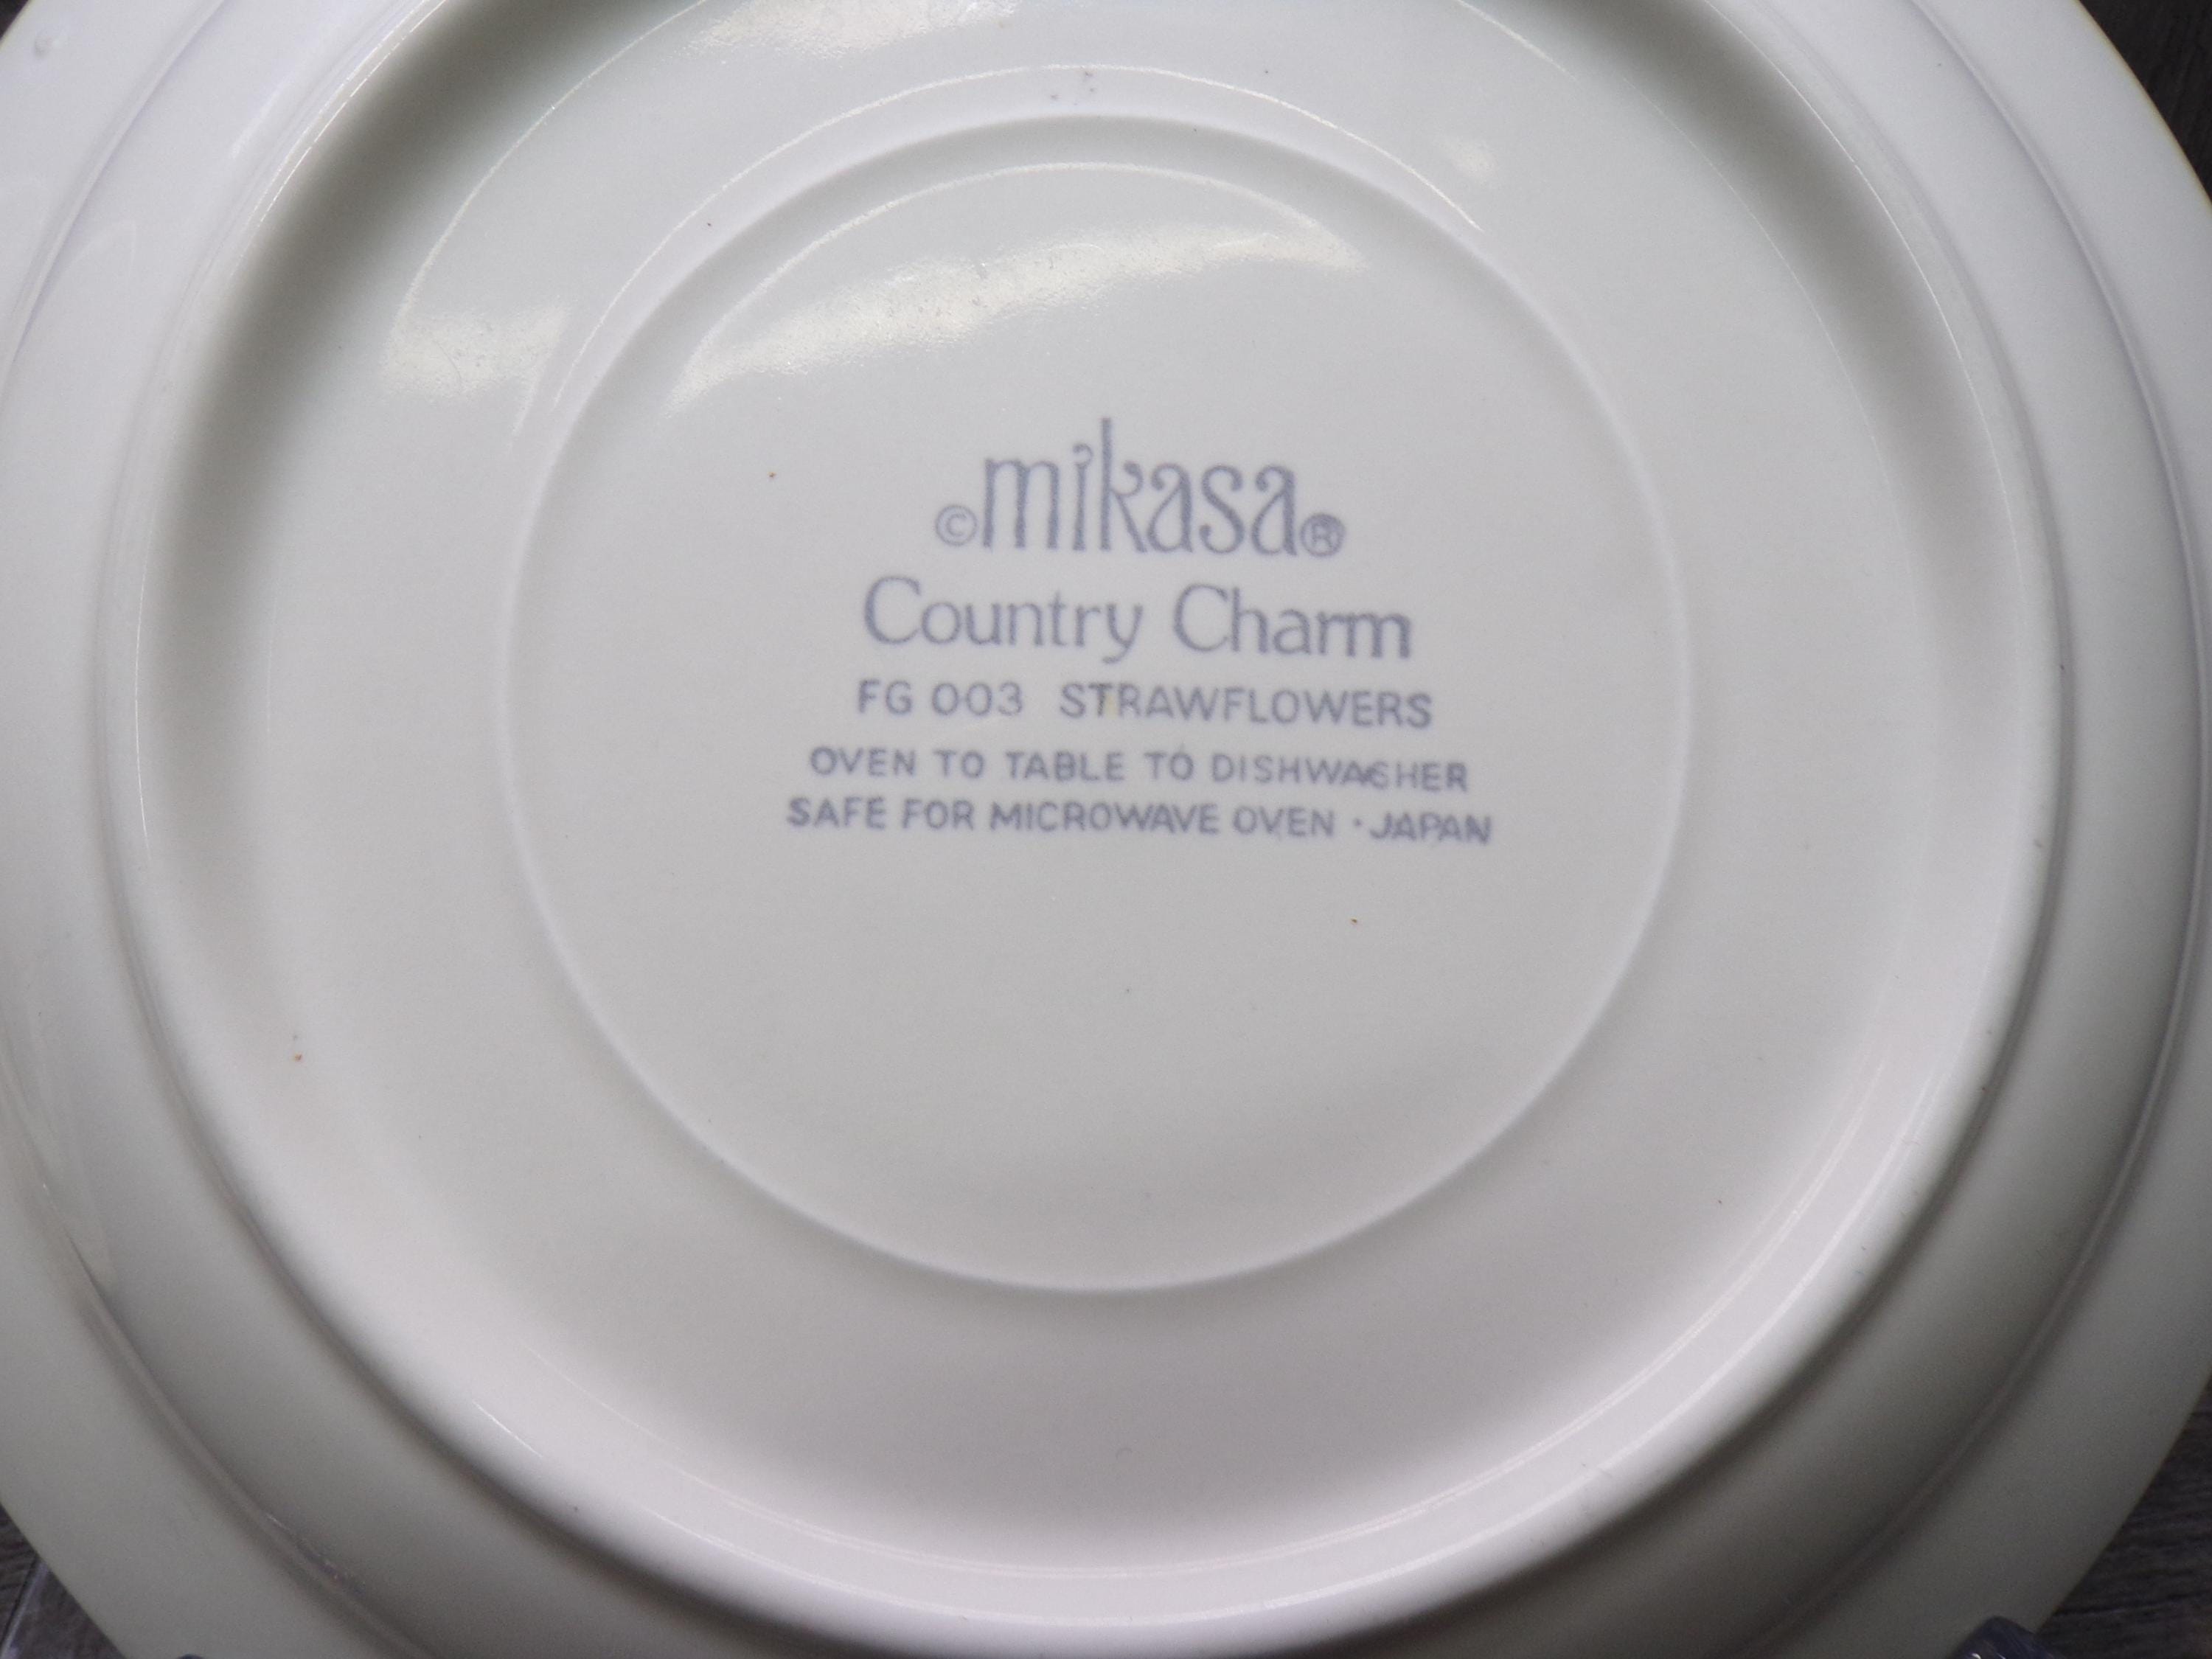 ©mikasa®
Country Charm
FG 003 STRAWFLOWERS
OVEN TO TABLE TO DISHWASHER
SAFE FOR MICROWAVE OVEN · JAPAN